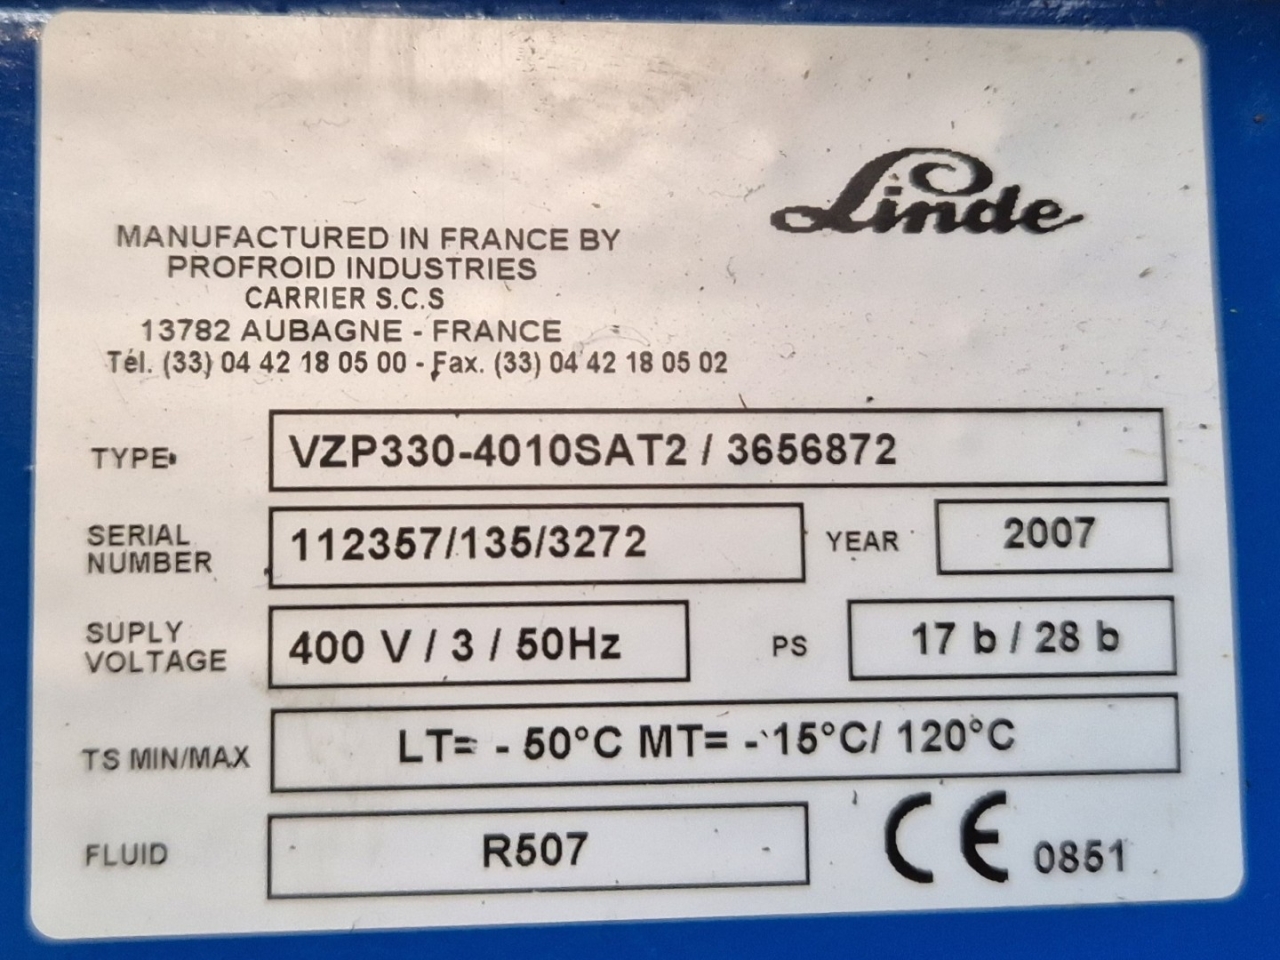 Linde
MANUFACTURED IN FRANCE BY
PROFROID INDUSTRIES
CARRIER S.C.S
13782 AUBAGNE - FRANCE
Tél. (33) 04 42 18 05 00 - Fax. (33) 04 42 18 05 02
TYPE VZP330-4010SAT2 / 3656872
SERIAL NUMBER 112357/135/3272 YEAR 2007
SUPLY VOLTAGE 400 V / 3 / 50Hz PS 17 b / 28 b
TS MIN/MAX LT= - 50°C MT= - 15°C/ 120°C
FLUID R507 CE 0851